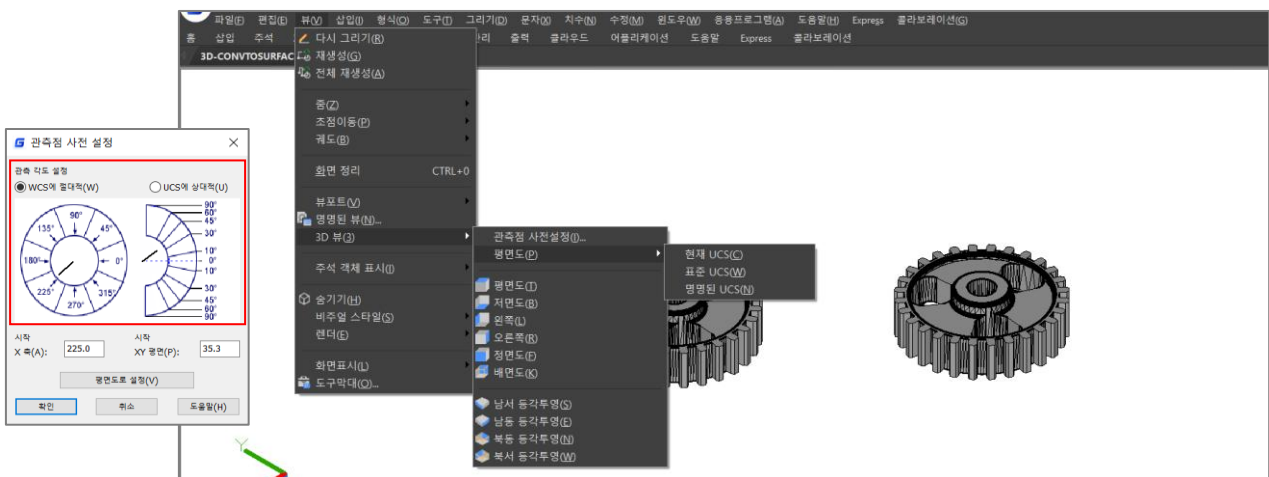 파일(F) 편집(E) 뷰(V) 삽입(I) 형식(O) 도구(T) 그리기(D) 문자(X) 치수(N) 수정(M) 윈도우(W) 응용프로그램(A) 도움말(H) Express 콜라보레이션(G)
홈 삽입 주석 리 출력 클라우드 어플리케이션 도움말 Express 콜라보레이션
3D-CONVTOSURFAC
다시 그리기(R)
재생성(G)
전체 재생성(A)
줌(Z)
초점이동(P)
궤도(B)
화면 정리 CTRL+0
뷰포트(V)
명명된 뷰(N)...
3D 뷰(3)
주석 객체 표시(I)
숨기기(H)
비주얼 스타일(S)
렌더(E)
화면표시(L)
도구막대(O)...
관측점 사전설정(I)...
평면도(P)
평면도(T)
저면도(B)
왼쪽(L)
오른쪽(R)
정면도(F)
배면도(K)
남서 등각투영(S)
남동 등각투영(E)
북동 등각투영(N)
북서 등각투영(W)
현재 UCS(C)
표준 UCS(W)
명명된 UCS(N)
관측점 사전 설정
관측 각도 설정
WCS에 절대적(W) UCS에 상대적(U)
90°
135° 45°
180° 0°
225° 315°
270°
90°
60°
45°
30°
10°
0°
10°
30°
45°
60°
90°
시작 시작
X 축(A): 225.0 XY 평면(P): 35.3
평면도로 설정(V)
확인 취소 도움말(H)
Y